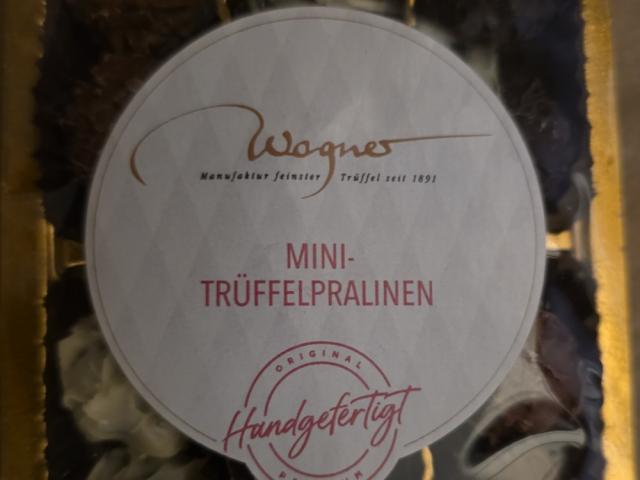 Wagner
Manufaktur feinster Trüffel seit 1891
MINI-
TRÜFFELPRALINEN
ORIGINAL
Handgefertigt